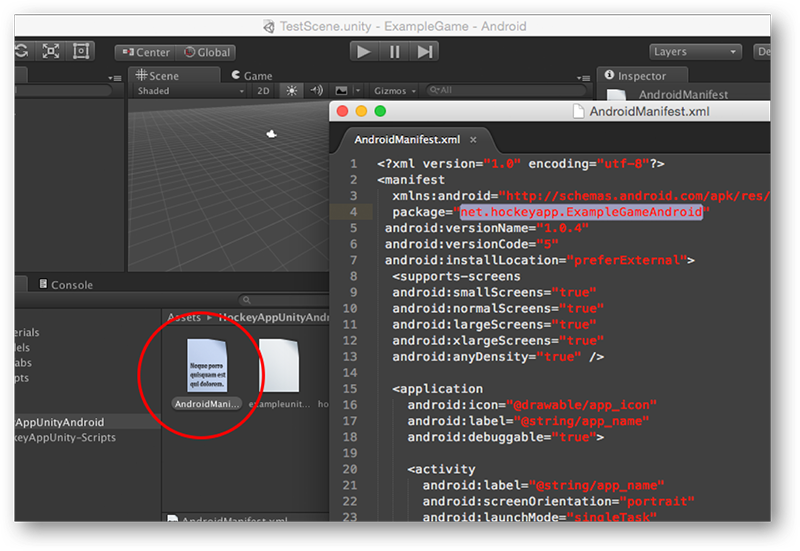 TestScene.unity - ExampleGame - Android
Center
Global
Layers
De
Scene
Game
Inspector
Shaded
2D
Gizmos
All
AndroidManifest
AndroidManifest.xml
AndroidManifest.xml
1 <?xml version="1.0" encoding="utf-8"?>
2 <manifest
3 xmlns:android="http://schemas.android.com/apk/res/
4 package="net.hockeyapp.ExampleGameAndroid"
5 android:versionName="1.0.4"
6 android:versionCode="5"
7 android:installLocation="preferExternal">
8 <supports-screens
9 android:smallScreens="true"
10 android:normalScreens="true"
11 android:largeScreens="true"
12 android:xlargeScreens="true"
13 android:anyDensity="true" />
14
15 <application
16 android:icon="@drawable/app_icon"
17 android:label="@string/app_name"
18 android:debuggable="true">
19
20 <activity
21 android:label="@string/app_name"
22 android:screenOrientation="portrait"
23 android:launchMode="singleTask"
Console
Assets ▸ HockeyAppUnityAndr
erials
lels
abs
pts
AppUnityAndroid
keyAppUnity-Scripts
Neque porro
quisquam est
qui dolorem.
AndroidMani...
exampleunit...
ho
AndroidManifest.xml